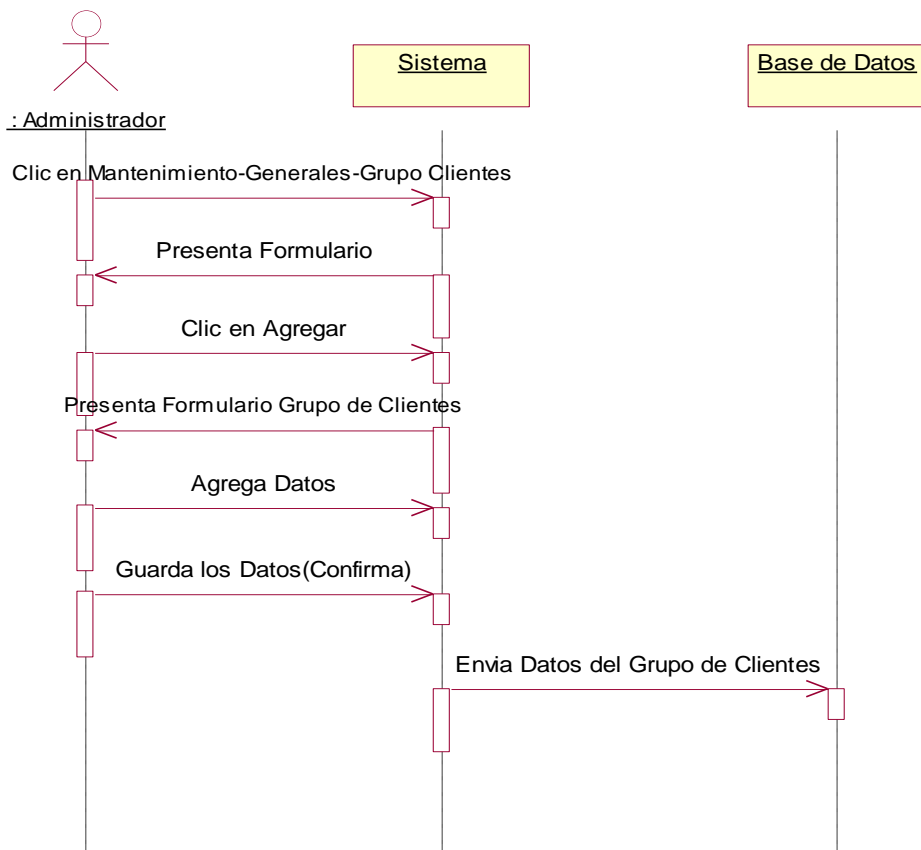 Sistema
Base de Datos
: Administrador
Clic en Mantenimiento-Generales-Grupo Clientes
Presenta Formulario
Clic en Agregar
Presenta Formulario Grupo de Clientes
Agrega Datos
Guarda los Datos(Confirma)
Envia Datos del Grupo de Clientes